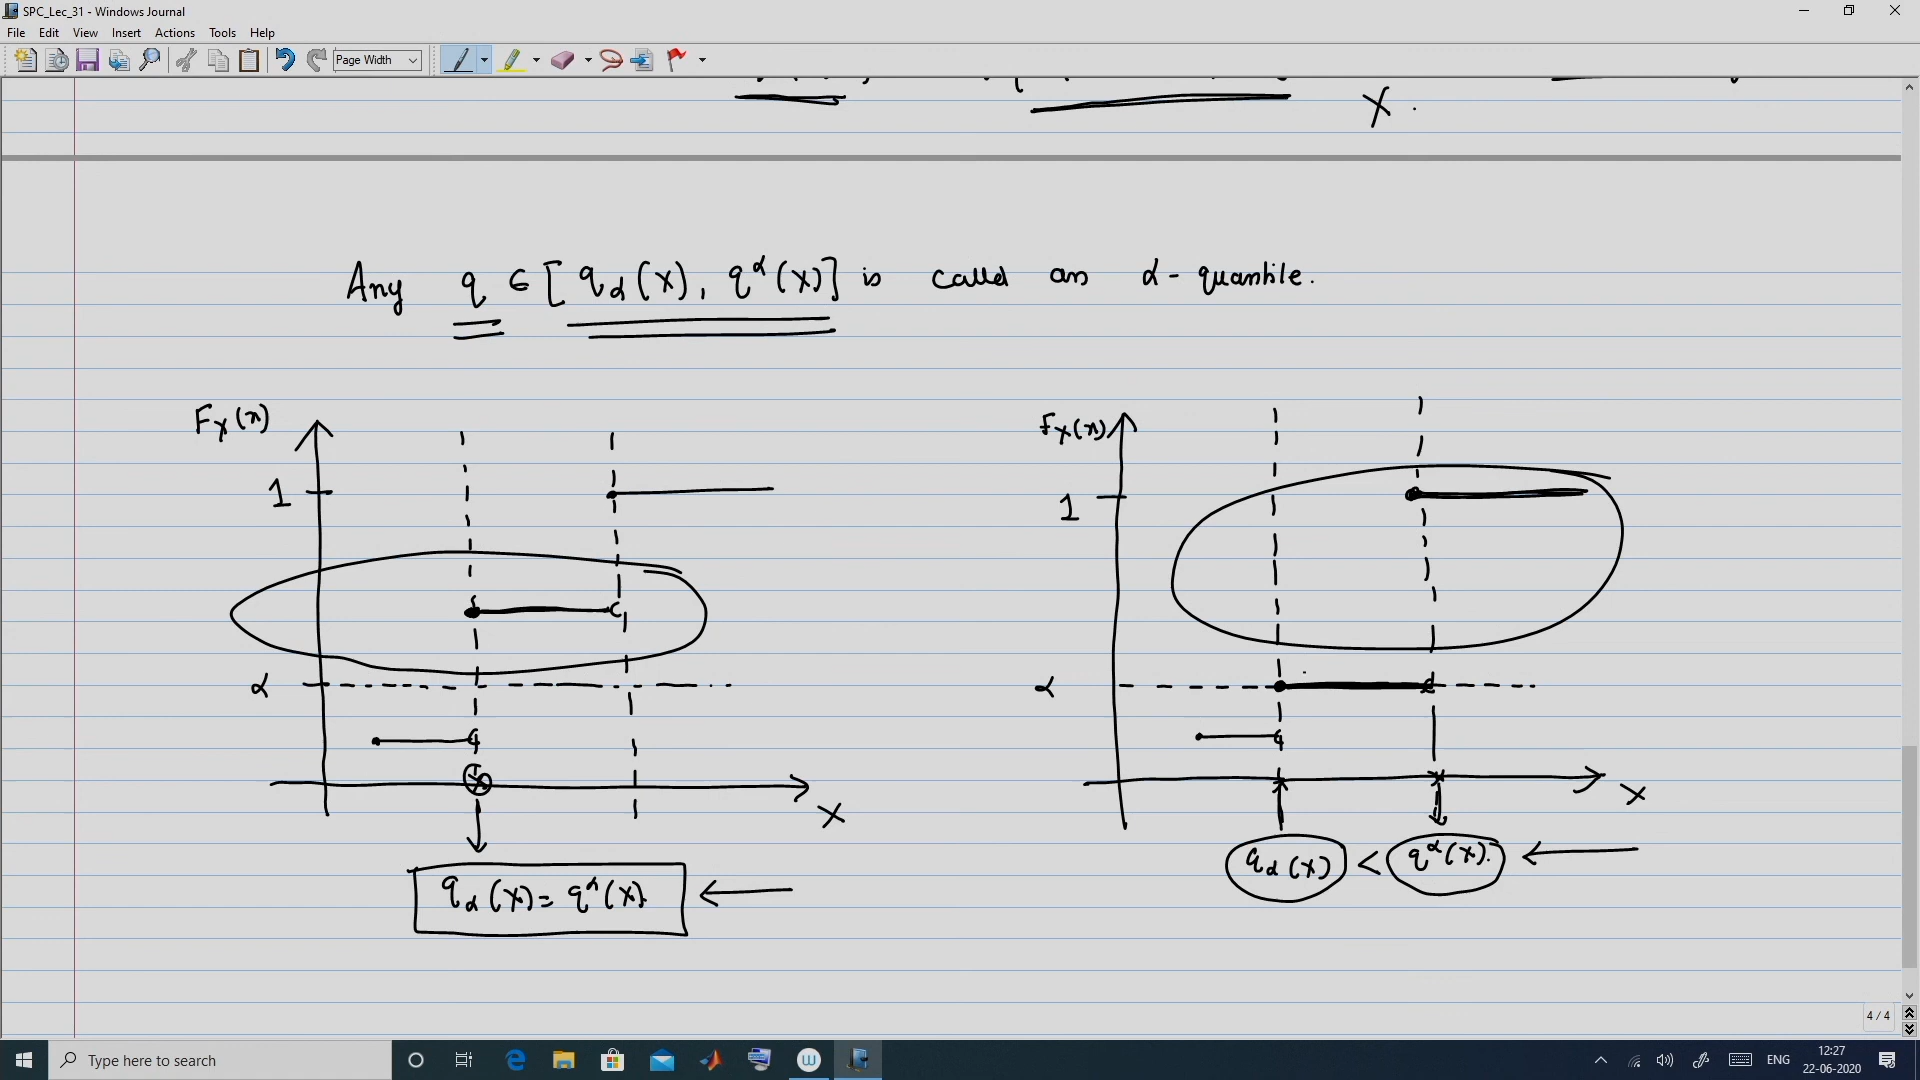 SPC_Lec_31 - Windows Journal
File Edit View Insert Actions Tools Help
Page Width
X .
Any q ∈ [ q_α(X), q^α(X) ] is called an α-quantile.
F_X(x)
1
α
X
q_α(X) = q^α(X)
F_X(x)
1
α
X
q_α(X) < q^α(X).
4 / 4
Type here to search
ENG
12:27
22-06-2020